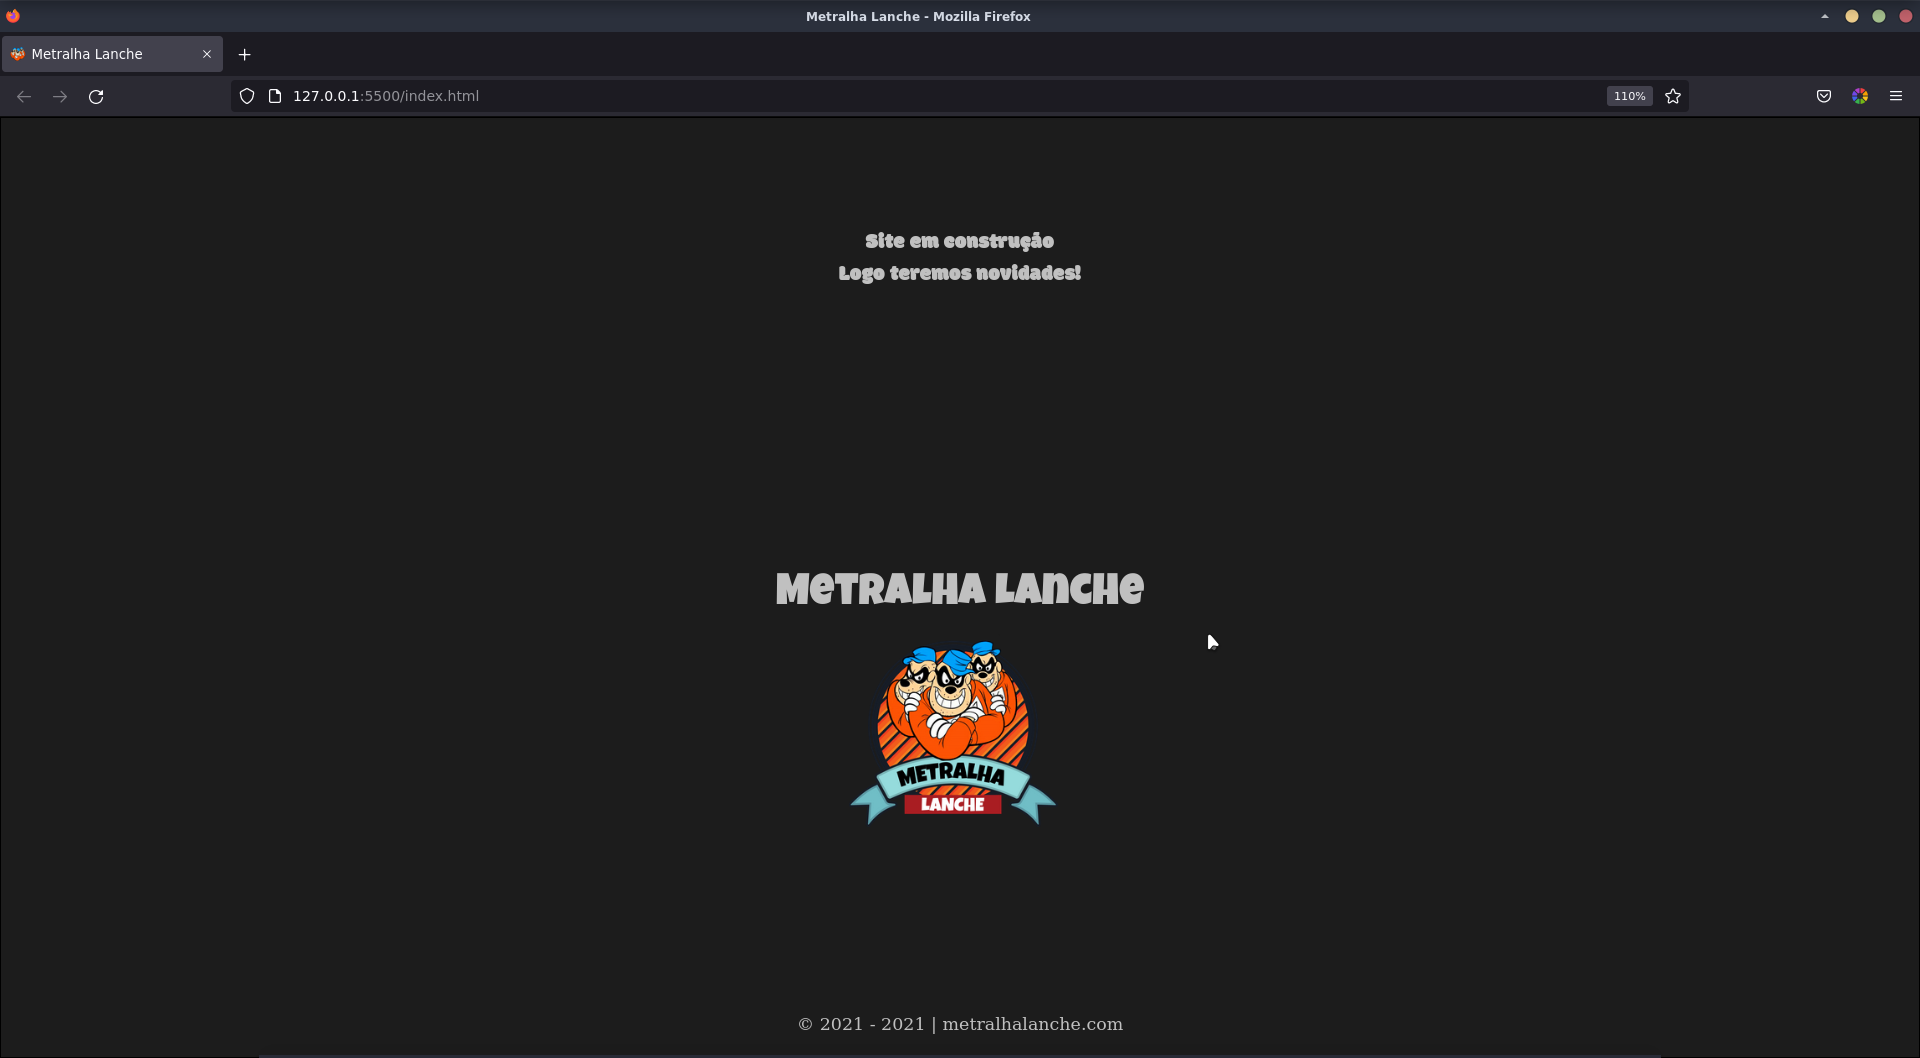 Metralha Lanche - Mozilla Firefox
Metralha Lanche
127.0.0.1:5500/index.html
110%
Site em construção
Logo teremos novidades!
Metralha Lanche
METRALHA
LANCHE
© 2021 - 2021 | metralhalanche.com